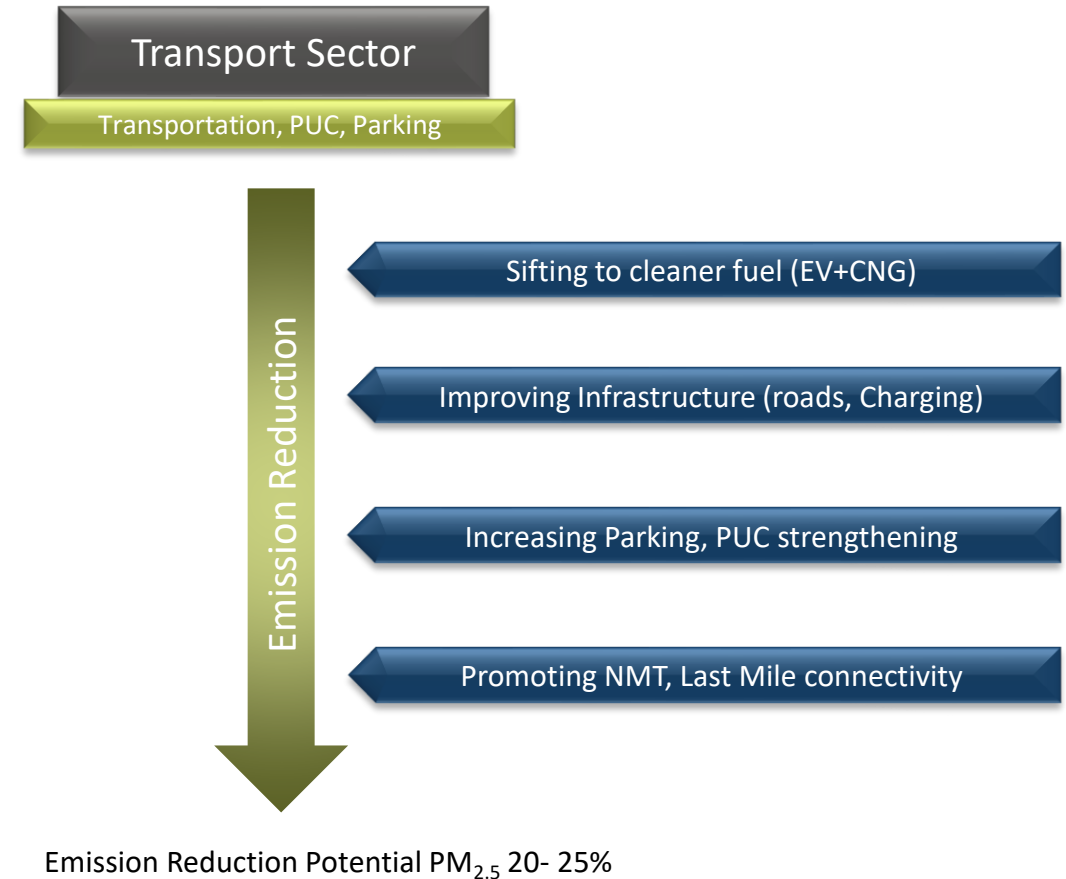 Transport Sector
Transportation, PUC, Parking
Emission Reduction
Sifting to cleaner fuel (EV+CNG)
Improving Infrastructure (roads, Charging)
Increasing Parking, PUC strengthening
Promoting NMT, Last Mile connectivity
Emission Reduction Potential PM2.5 20- 25%